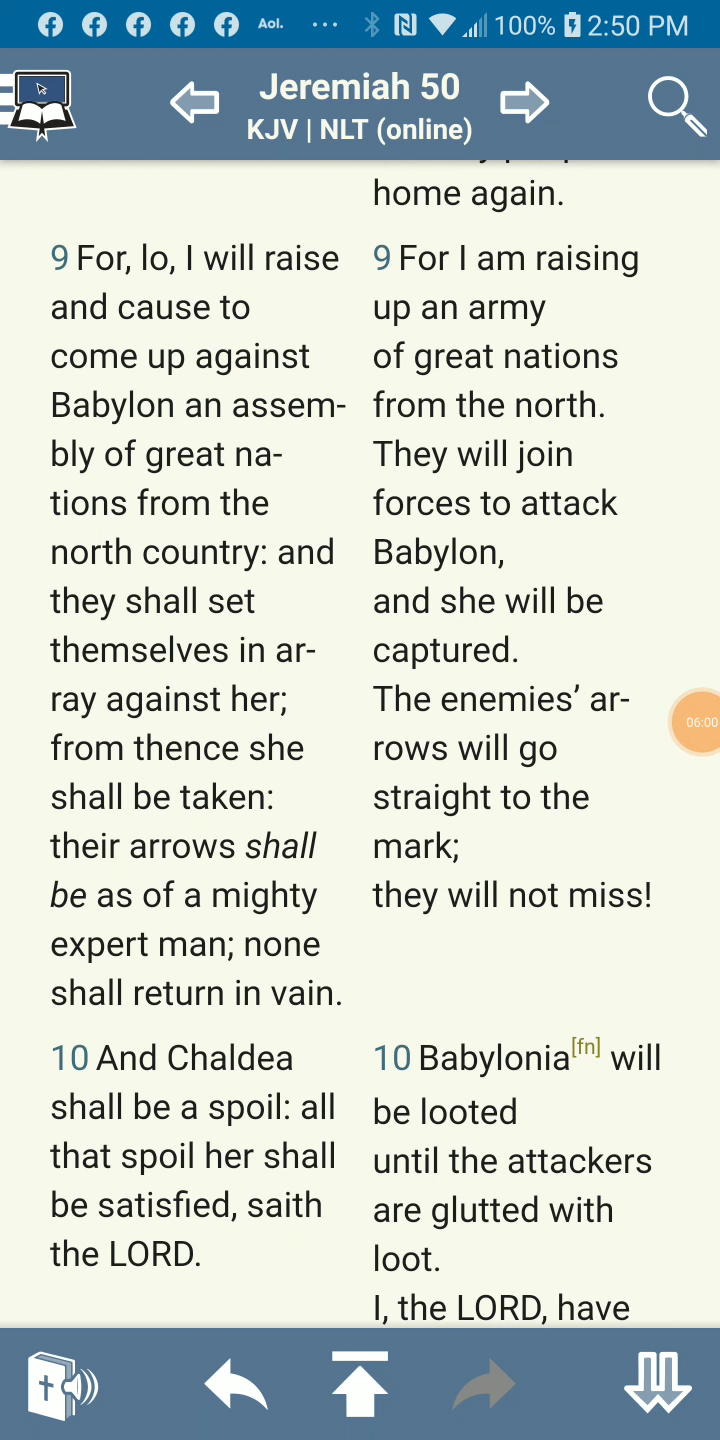 Aol. ... 100% 2:50 PM
Jeremiah 50
KJV | NLT (online)
home again.
9 For, lo, I will raise
and cause to
come up against
Babylon an assem-
bly of great na-
tions from the
north country: and
they shall set
themselves in ar-
ray against her;
from thence she
shall be taken:
their arrows shall
be as of a mighty
expert man; none
shall return in vain.
10 And Chaldea
shall be a spoil: all
that spoil her shall
be satisfied, saith
the LORD.
9 For I am raising
up an army
of great nations
from the north.
They will join
forces to attack
Babylon,
and she will be
captured.
The enemies’ ar-
rows will go
straight to the
mark;
they will not miss!
10 Babylonia[fn] will
be looted
until the attackers
are glutted with
loot.
I, the LORD, have
06:00